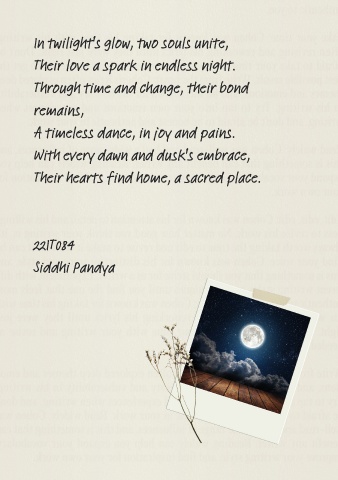 In twilight's glow, two souls unite,
Their love a spark in endless night.
Through time and change, their bond
remains,
A timeless dance, in joy and pains.
With every dawn and dusk's embrace,
Their hearts find home, a sacred place.
22IT084
Siddhi Pandya